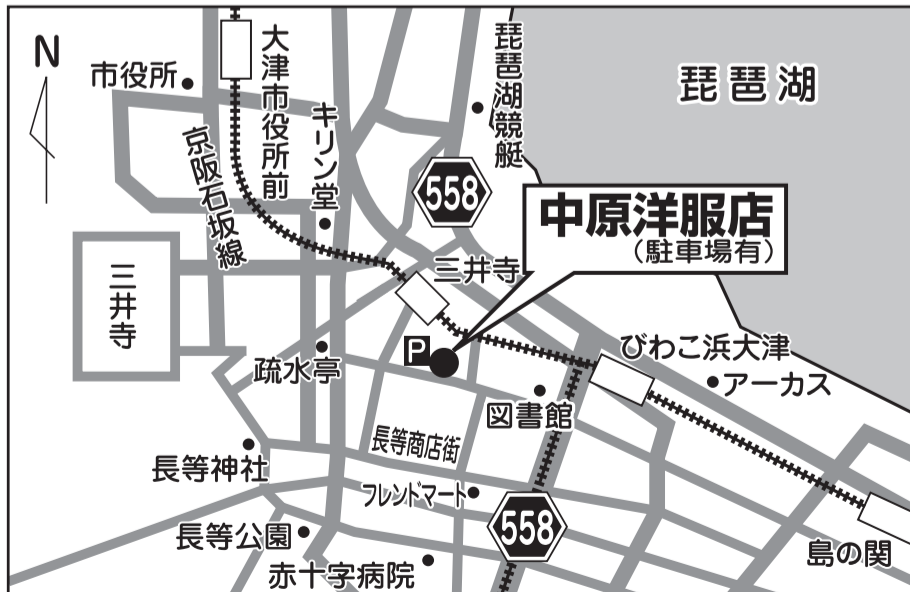 N
市役所
大津市役所前
京阪石坂線
キリン堂
琵琶湖競艇
琵琶湖
558
中原洋服店
(駐車場有)
三井寺
三井寺
P
疏水亭
びわこ浜大津
アーカス
図書館
長等商店街
長等神社
フレンドマート
558
長等公園
赤十字病院
島の関